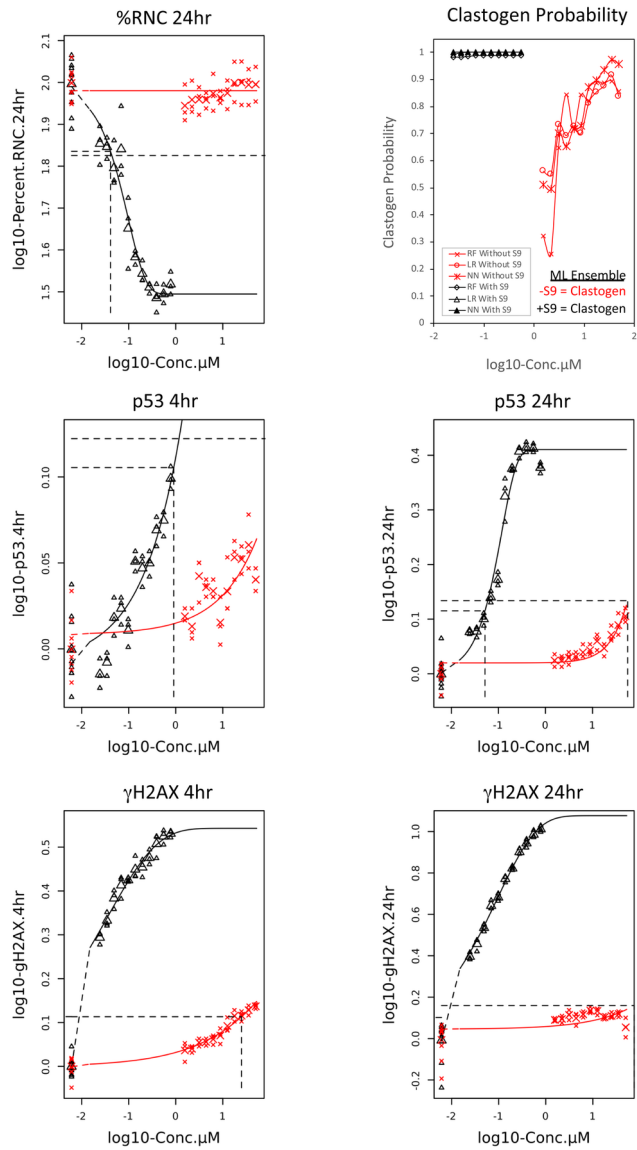 %RNC 24hr
log10-Percent.RNC.24hr
2.1
2.0
1.9
1.8
1.7
1.6
1.5
-2
-1
0
1
log10-Conc.µM
Clastogen Probability
Clastogen Probability
1
0.9
0.8
0.7
0.6
0.5
0.4
0.3
0.2
0.1
0
RF Without S9
LR Without S9
NN Without S9
RF With S9
LR With S9
NN With S9
ML Ensemble
-S9 = Clastogen
+S9 = Clastogen
-2
-1
0
1
2
log10-Conc.µM
p53 4hr
log10-p53.4hr
0.10
0.05
0.00
-2
-1
0
1
log10-Conc.µM
p53 24hr
log10-p53.24hr
0.4
0.3
0.2
0.1
0.0
-2
-1
0
1
log10-Conc.µM
γH2AX 4hr
log10-gH2AX.4hr
0.5
0.4
0.3
0.2
0.1
0.0
-2
-1
0
1
log10-Conc.µM
γH2AX 24hr
log10-gH2AX.24hr
1.0
0.8
0.6
0.4
0.2
0.0
-0.2
-2
-1
0
1
log10-Conc.µM